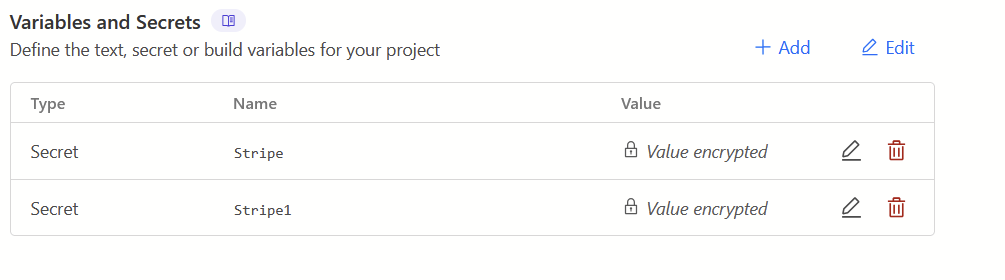 Variables and Secrets
Define the text, secret or build variables for your project
+ Add
Edit
Type Name Value
Secret Stripe Value encrypted
Secret Stripe1 Value encrypted